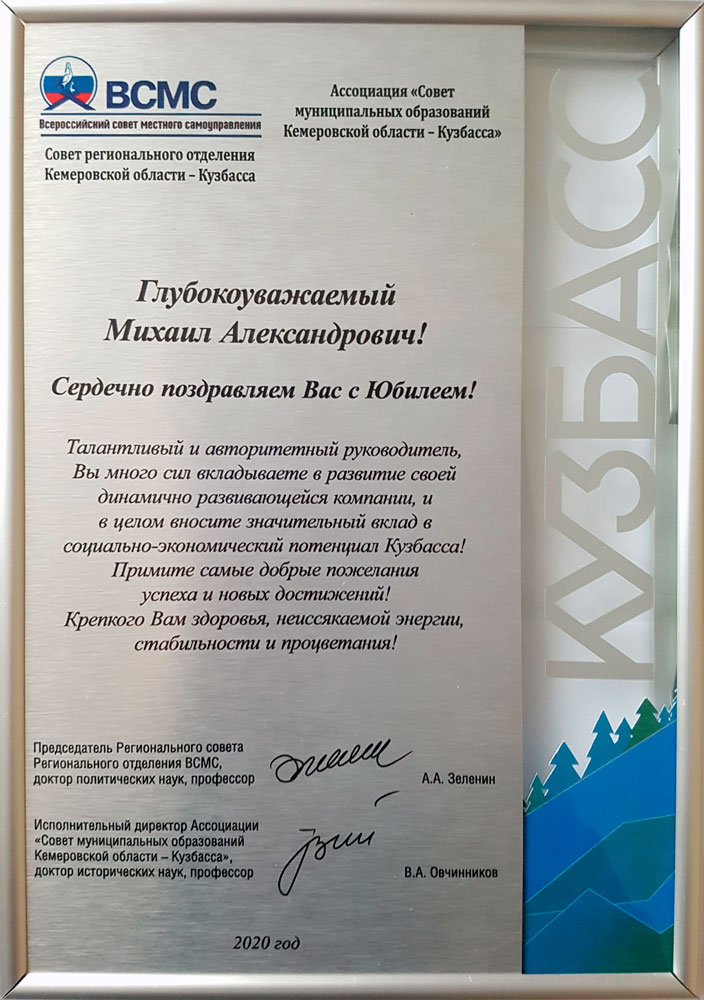 ВСМС
Всероссийский совет местного самоуправления
Совет регионального отделения
Кемеровской области – Кузбасса
Ассоциация «Совет
муниципальных образований
Кемеровской области – Кузбасса»
Глубокоуважаемый
Михаил Александрович!
Сердечно поздравляем Вас с Юбилеем!
Талантливый и авторитетный руководитель,
Вы много сил вкладываете в развитие своей
динамично развивающейся компании, и
в целом вносите значительный вклад в
социально-экономический потенциал Кузбасса!
Примите самые добрые пожелания
успеха и новых достижений!
Крепкого Вам здоровья, неиссякаемой энергии,
стабильности и процветания!
Председатель Регионального совета
Регионального отделения ВСМС,
доктор политических наук, профессор
А.А. Зеленин
Исполнительный директор Ассоциации
«Совет муниципальных образований
Кемеровской области – Кузбасса»,
доктор исторических наук, профессор
В.А. Овчинников
2020 год
КУЗБАСС